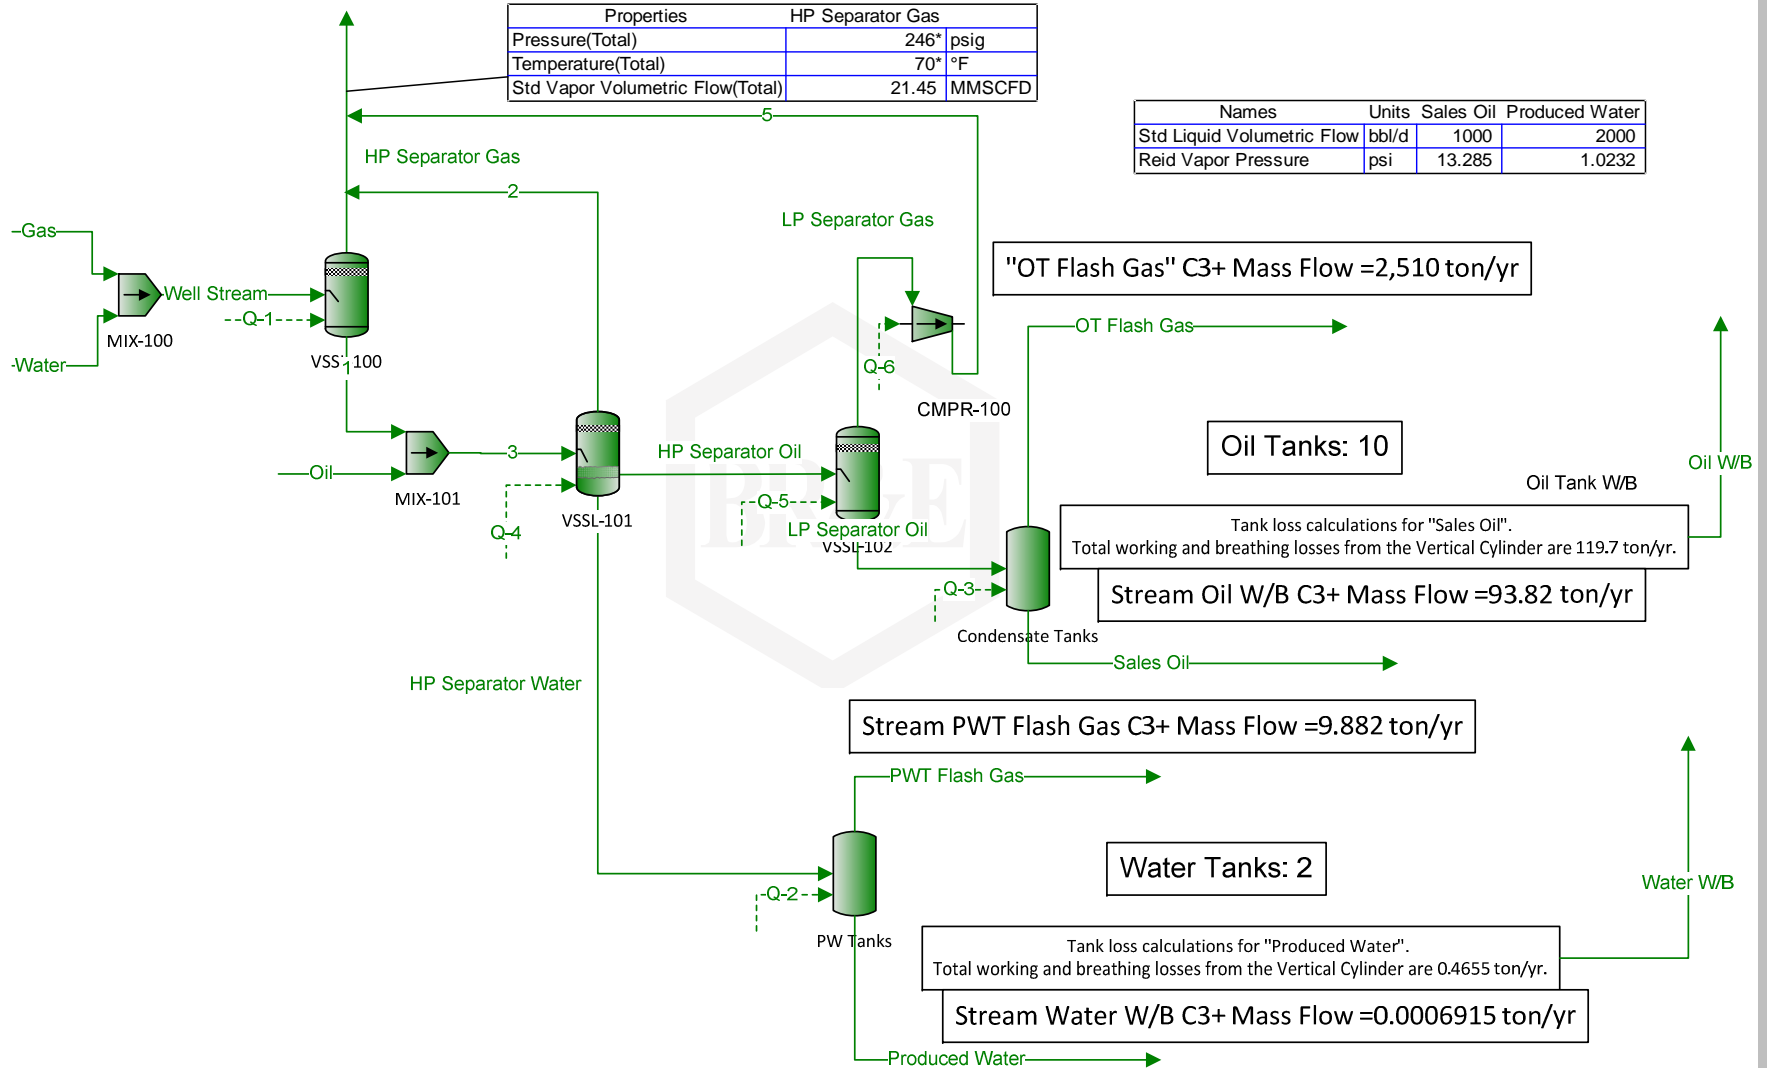 Properties HP Separator Gas
Pressure(Total) 246* psig
Temperature(Total) 70* °F
Std Vapor Volumetric Flow(Total) 21.45 MMSCFD
Names Units Sales Oil Produced Water
Std Liquid Volumetric Flow bbl/d 1000 2000
Reid Vapor Pressure psi 13.285 1.0232
5
HP Separator Gas
2
LP Separator Gas
Gas
"OT Flash Gas" C3+ Mass Flow =2,510 ton/yr
Well Stream
Q-1
MIX-100
OT Flash Gas
Water
VSSL-100
1
Q-6
CMPR-100
Oil Tanks: 10
3
HP Separator Oil
Oil W/B
Oil
MIX-101
Oil Tank W/B
Q-5
BR&E
VSSL-101
Q-4
LP Separator Oil
VSSL-102
Tank loss calculations for "Sales Oil".
Total working and breathing losses from the Vertical Cylinder are 119.7 ton/yr.
Q-3
Stream Oil W/B C3+ Mass Flow =93.82 ton/yr
Condensate Tanks
Sales Oil
HP Separator Water
Stream PWT Flash Gas C3+ Mass Flow =9.882 ton/yr
PWT Flash Gas
Water Tanks: 2
Q-2
Water W/B
PW Tanks
Tank loss calculations for "Produced Water".
Total working and breathing losses from the Vertical Cylinder are 0.4655 ton/yr.
Stream Water W/B C3+ Mass Flow =0.0006915 ton/yr
Produced Water